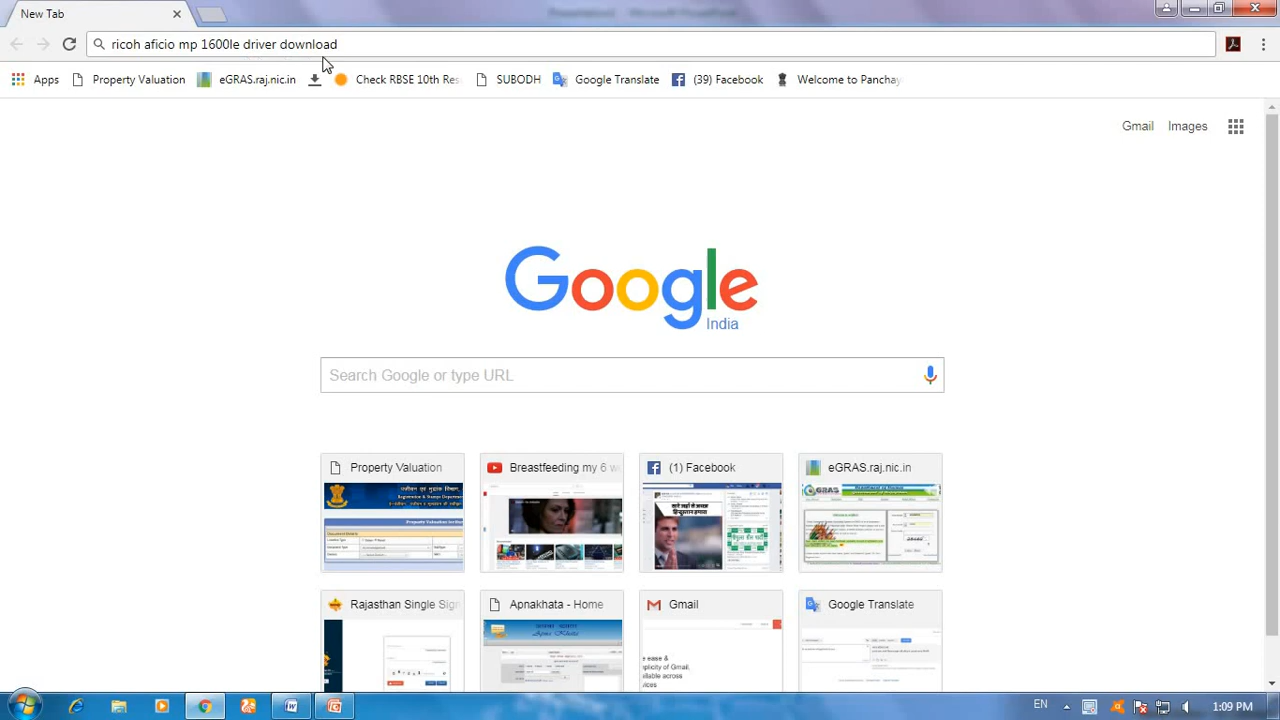 New Tab
ricoh aficio mp 1600le driver download
Apps Property Valuation eGRAS.raj.nic.in Check RBSE 10th Res SUBODH Google Translate (39) Facebook Welcome to Panchay
Gmail Images
Google
India
Search Google or type URL
Property Valuation Breastfeeding my 6 w (1) Facebook eGRAS.raj.nic.in
Rajasthan Single Sign Apnakhata - Home Gmail Google Translate
EN 1:09 PM